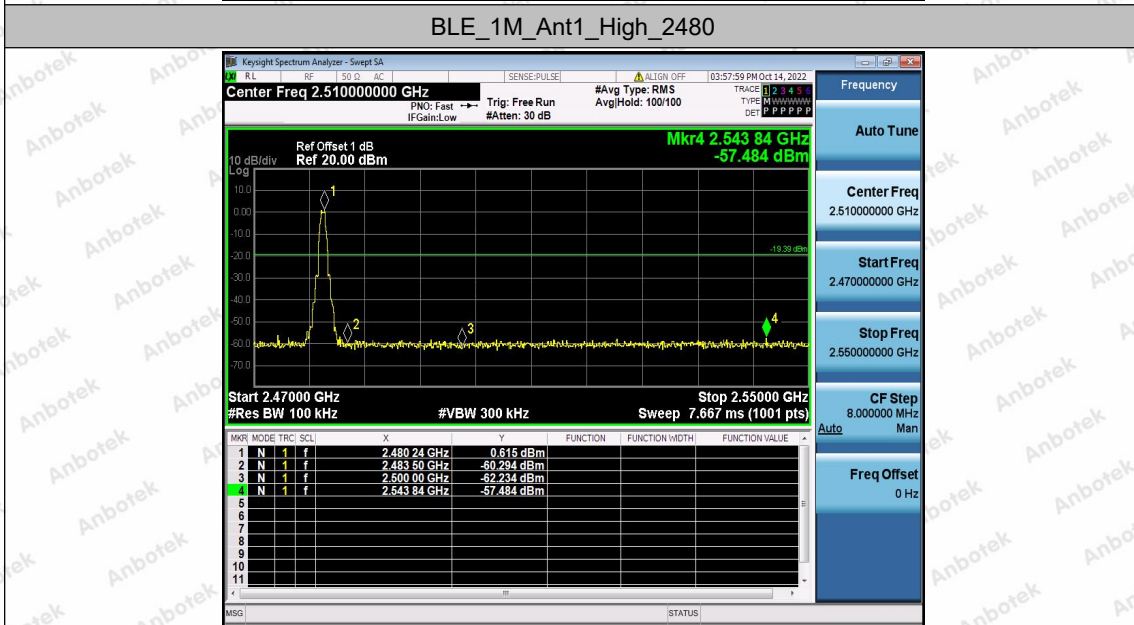 BLE_1M_Ant1_High_2480
Keysight Spectrum Analyzer - Swept SA
LXI RL RF 50 Ω AC SENSE:PULSE ALIGN OFF 03:57:59 PM Oct 14, 2022
Center Freq 2.510000000 GHz
PNO: Fast
IFGain:Low
Trig: Free Run
#Atten: 30 dB
#Avg Type: RMS
Avg|Hold: 100/100
TRACE 1 2 3 4 5 6
TYPE M WWWWW
DET P P P P P P
Ref Offset 1 dB
Ref 20.00 dBm
10 dB/div
Log
Mkr4 2.543 84 GHz
-57.484 dBm
10.0
0.00
-10.0
-20.0
-30.0
-40.0
-50.0
-60.0
-70.0
1
2
3
4
-19.39 dBm
Start 2.47000 GHz Stop 2.55000 GHz
#Res BW 100 kHz #VBW 300 kHz Sweep 7.667 ms (1001 pts)
MKR MODE TRC SCL X Y FUNCTION FUNCTION WIDTH FUNCTION VALUE
1 N 1 f 2.480 24 GHz 0.615 dBm
2 N 1 f 2.483 50 GHz -60.294 dBm
3 N 1 f 2.500 00 GHz -62.234 dBm
4 N 1 f 2.543 84 GHz -57.484 dBm
5
6
7
8
9
10
11
MSG STATUS
Frequency
Auto Tune
Center Freq
2.510000000 GHz
Start Freq
2.470000000 GHz
Stop Freq
2.550000000 GHz
CF Step
8.000000 MHz
Auto Man
Freq Offset
0 Hz
Anbotek